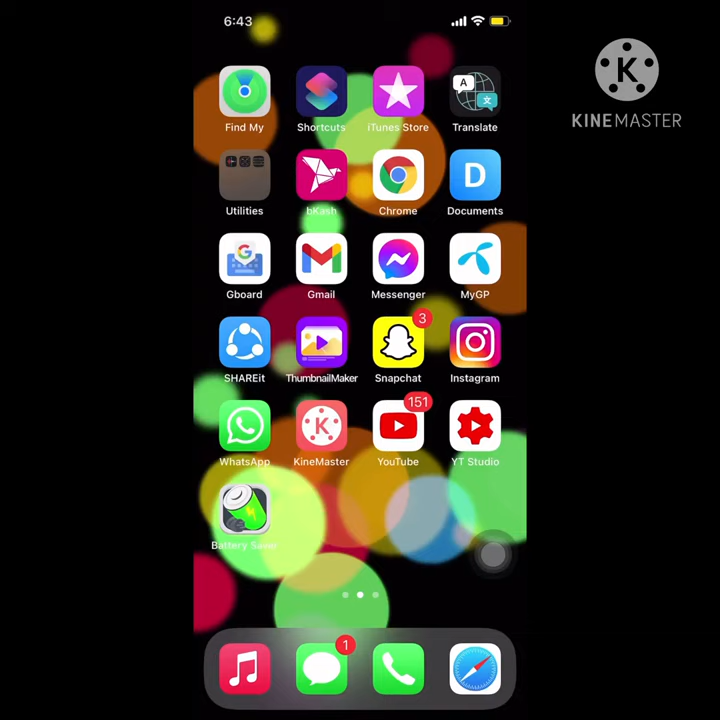 6:43
K
KINEMASTER
Find My
Shortcuts
iTunes Store
A
文
Translate
Utilities
bKash
Chrome
D
Documents
G
Gboard
Gmail
Messenger
MyGP
SHAREit
ThumbnailMaker
3
Snapchat
Instagram
WhatsApp
K
KineMaster
151
YouTube
YT Studio
Battery Saver
1